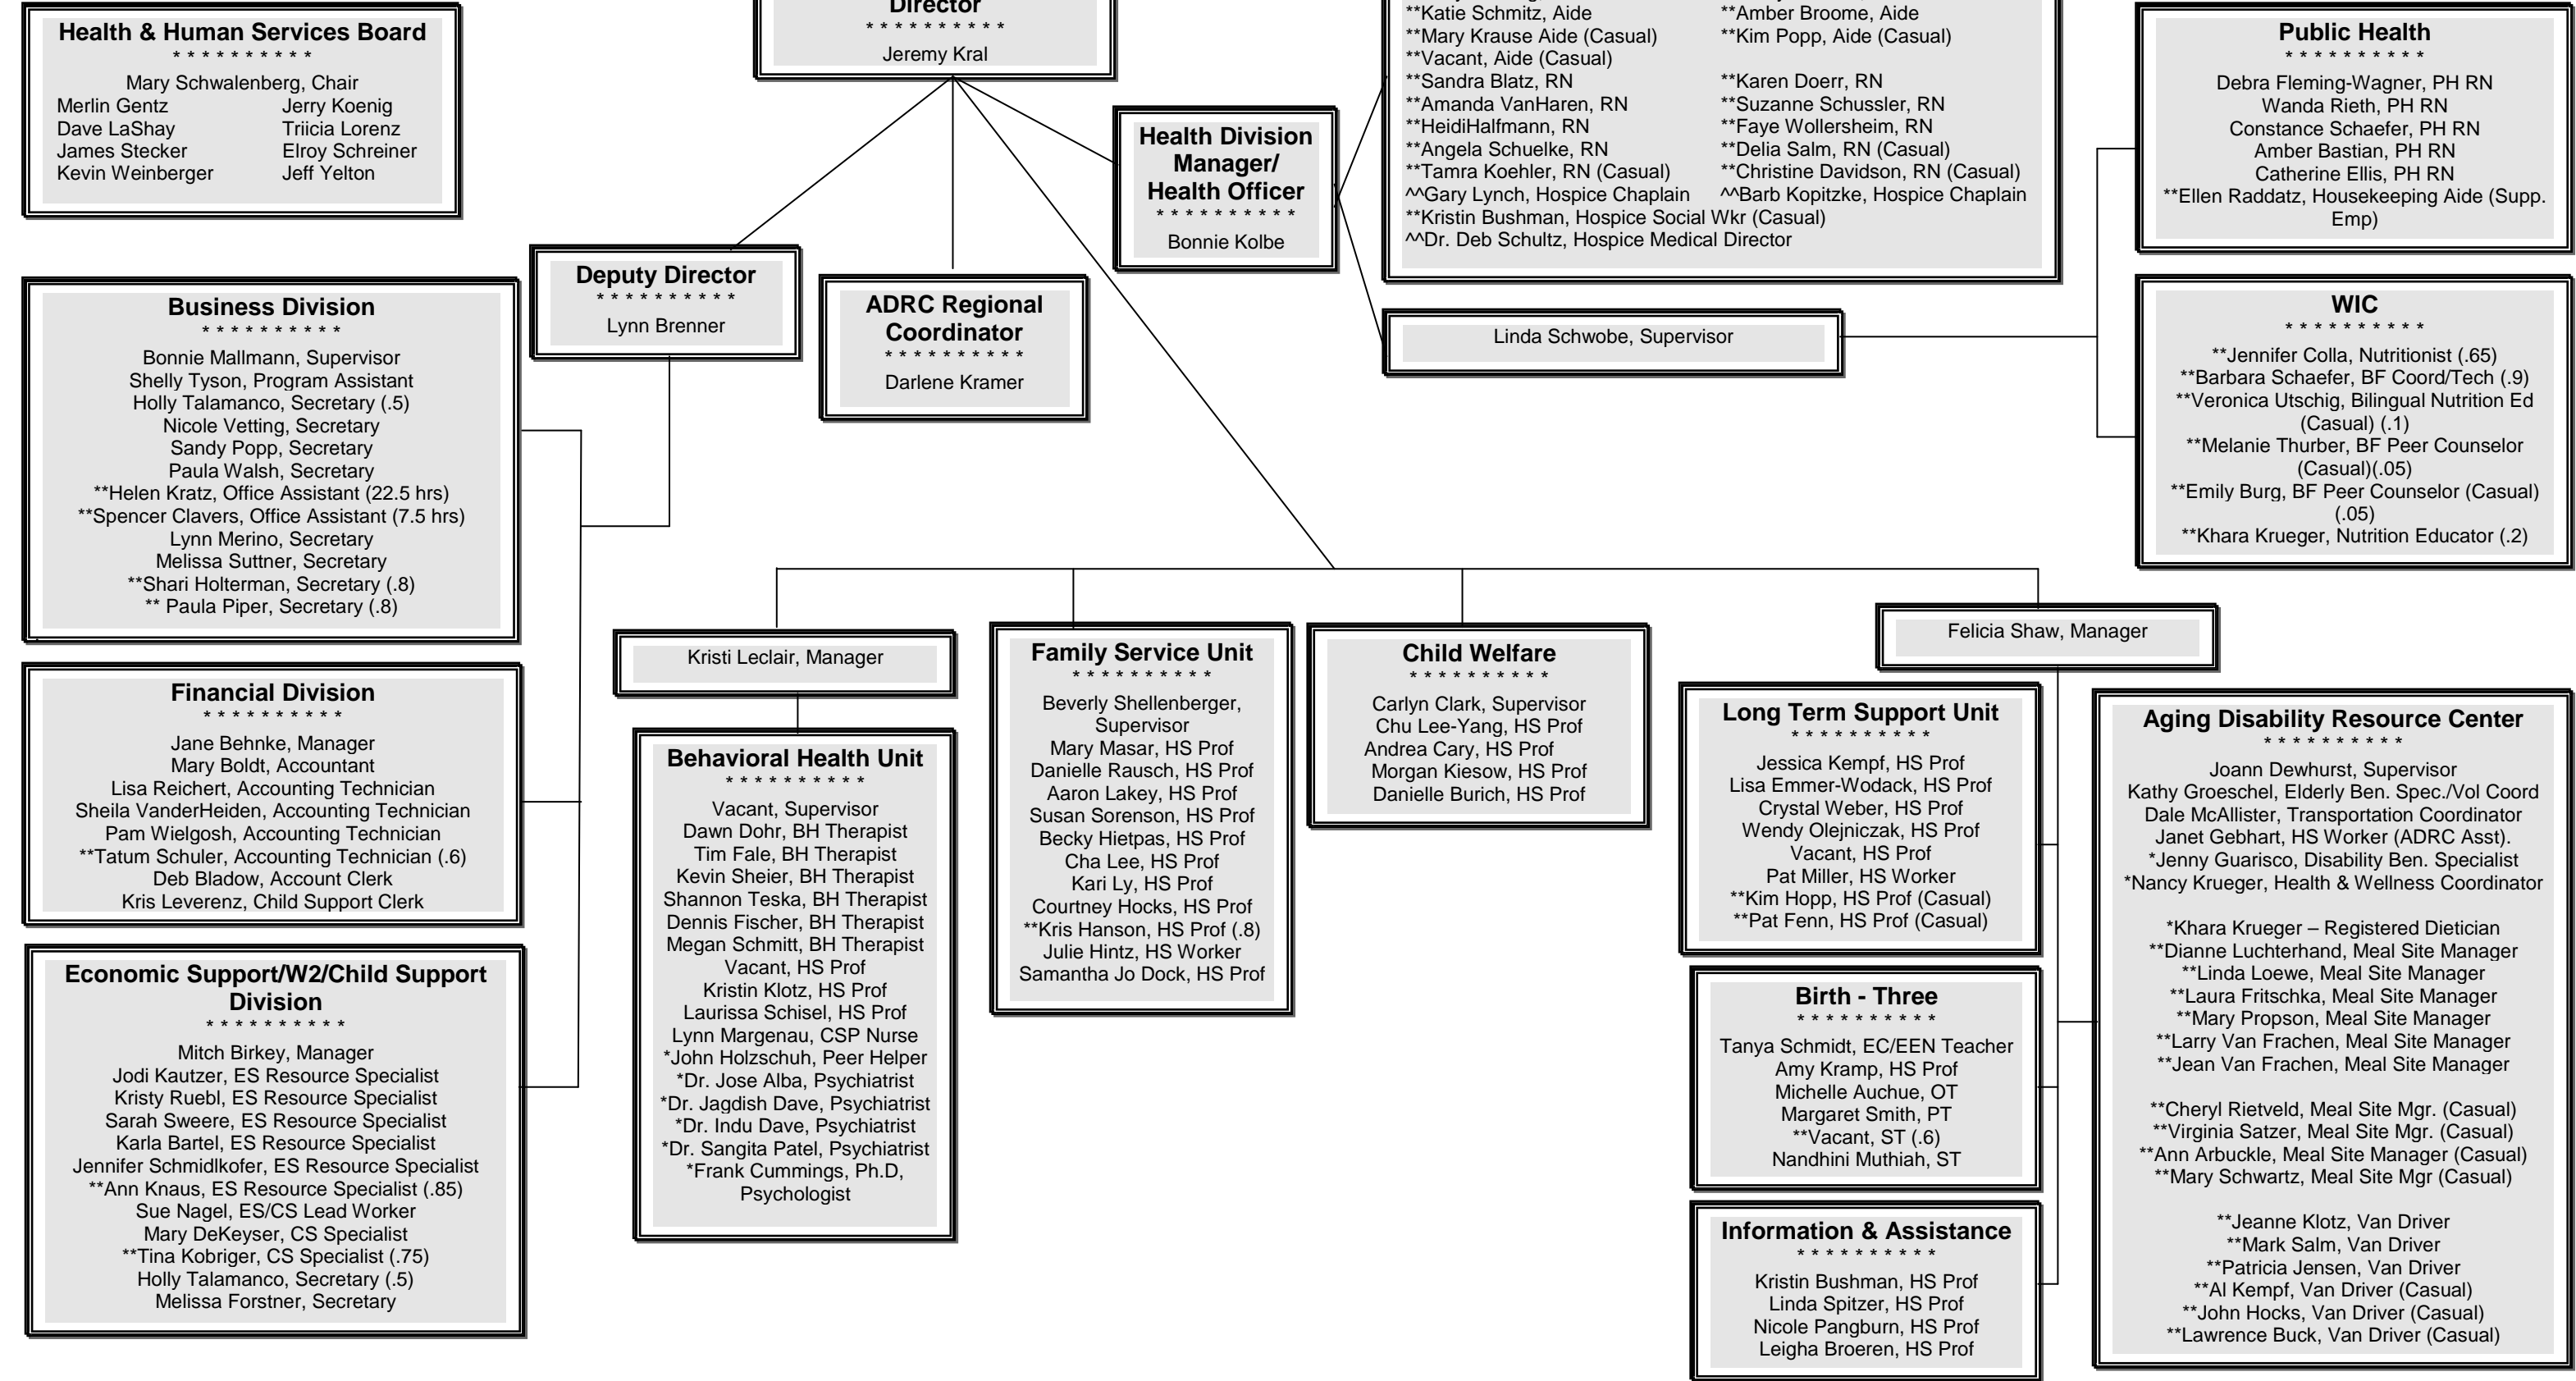 Health & Human Services Board
* * * * * * * * * *
Mary Schwalenberg, Chair
Merlin Gentz Jerry Koenig
Dave LaShay Triicia Lorenz
James Stecker Elroy Schreiner
Kevin Weinberger Jeff Yelton
Director
* * * * * * * * * *
Jeremy Kral
Health Division
Manager/
Health Officer
* * * * * * * * * *
Bonnie Kolbe
**Katie Schmitz, Aide **Amber Broome, Aide
**Mary Krause Aide (Casual) **Kim Popp, Aide (Casual)
**Vacant, Aide (Casual)
**Sandra Blatz, RN **Karen Doerr, RN
**Amanda VanHaren, RN **Suzanne Schussler, RN
**HeidiHalfmann, RN **Faye Wollersheim, RN
**Angela Schuelke, RN **Delia Salm, RN (Casual)
**Tamra Koehler, RN (Casual) **Christine Davidson, RN (Casual)
^^Gary Lynch, Hospice Chaplain ^^Barb Kopitzke, Hospice Chaplain
**Kristin Bushman, Hospice Social Wkr (Casual)
^^Dr. Deb Schultz, Hospice Medical Director
Public Health
* * * * * * * * * *
Debra Fleming-Wagner, PH RN
Wanda Rieth, PH RN
Constance Schaefer, PH RN
Amber Bastian, PH RN
Catherine Ellis, PH RN
**Ellen Raddatz, Housekeeping Aide (Supp.
Emp)
Deputy Director
* * * * * * * * * *
Lynn Brenner
ADRC Regional
Coordinator
* * * * * * * * * *
Darlene Kramer
Linda Schwobe, Supervisor
WIC
* * * * * * * * * *
**Jennifer Colla, Nutritionist (.65)
**Barbara Schaefer, BF Coord/Tech (.9)
**Veronica Utschig, Bilingual Nutrition Ed
(Casual) (.1)
**Melanie Thurber, BF Peer Counselor
(Casual)(.05)
**Emily Burg, BF Peer Counselor (Casual)
(.05)
**Khara Krueger, Nutrition Educator (.2)
Business Division
* * * * * * * * * *
Bonnie Mallmann, Supervisor
Shelly Tyson, Program Assistant
Holly Talamanco, Secretary (.5)
Nicole Vetting, Secretary
Sandy Popp, Secretary
Paula Walsh, Secretary
**Helen Kratz, Office Assistant (22.5 hrs)
**Spencer Clavers, Office Assistant (7.5 hrs)
Lynn Merino, Secretary
Melissa Suttner, Secretary
**Shari Holterman, Secretary (.8)
** Paula Piper, Secretary (.8)
Financial Division
* * * * * * * * * *
Jane Behnke, Manager
Mary Boldt, Accountant
Lisa Reichert, Accounting Technician
Sheila VanderHeiden, Accounting Technician
Pam Wielgosh, Accounting Technician
**Tatum Schuler, Accounting Technician (.6)
Deb Bladow, Account Clerk
Kris Leverenz, Child Support Clerk
Economic Support/W2/Child Support
Division
* * * * * * * * * *
Mitch Birkey, Manager
Jodi Kautzer, ES Resource Specialist
Kristy Ruebl, ES Resource Specialist
Sarah Sweere, ES Resource Specialist
Karla Bartel, ES Resource Specialist
Jennifer Schmidlkofer, ES Resource Specialist
**Ann Knaus, ES Resource Specialist (.85)
Sue Nagel, ES/CS Lead Worker
Mary DeKeyser, CS Specialist
**Tina Kobriger, CS Specialist (.75)
Holly Talamanco, Secretary (.5)
Melissa Forstner, Secretary
Kristi Leclair, Manager
Behavioral Health Unit
* * * * * * * * * *
Vacant, Supervisor
Dawn Dohr, BH Therapist
Tim Fale, BH Therapist
Kevin Sheier, BH Therapist
Shannon Teska, BH Therapist
Dennis Fischer, BH Therapist
Megan Schmitt, BH Therapist
Vacant, HS Prof
Kristin Klotz, HS Prof
Laurissa Schisel, HS Prof
Lynn Margenau, CSP Nurse
*John Holzschuh, Peer Helper
*Dr. Jose Alba, Psychiatrist
*Dr. Jagdish Dave, Psychiatrist
*Dr. Indu Dave, Psychiatrist
*Dr. Sangita Patel, Psychiatrist
*Frank Cummings, Ph.D,
Psychologist
Family Service Unit
* * * * * * * * * *
Beverly Shellenberger,
Supervisor
Mary Masar, HS Prof
Danielle Rausch, HS Prof
Aaron Lakey, HS Prof
Susan Sorenson, HS Prof
Becky Hietpas, HS Prof
Cha Lee, HS Prof
Kari Ly, HS Prof
Courtney Hocks, HS Prof
**Kris Hanson, HS Prof (.8)
Julie Hintz, HS Worker
Samantha Jo Dock, HS Prof
Child Welfare
* * * * * * * * * *
Carlyn Clark, Supervisor
Chu Lee-Yang, HS Prof
Andrea Cary, HS Prof
Morgan Kiesow, HS Prof
Danielle Burich, HS Prof
Felicia Shaw, Manager
Long Term Support Unit
* * * * * * * * * *
Jessica Kempf, HS Prof
Lisa Emmer-Wodack, HS Prof
Crystal Weber, HS Prof
Wendy Olejniczak, HS Prof
Vacant, HS Prof
Pat Miller, HS Worker
**Kim Hopp, HS Prof (Casual)
**Pat Fenn, HS Prof (Casual)
Birth - Three
* * * * * * * * * *
Tanya Schmidt, EC/EEN Teacher
Amy Kramp, HS Prof
Michelle Auchue, OT
Margaret Smith, PT
**Vacant, ST (.6)
Nandhini Muthiah, ST
Information & Assistance
* * * * * * * * * *
Kristin Bushman, HS Prof
Linda Spitzer, HS Prof
Nicole Pangburn, HS Prof
Leigha Broeren, HS Prof
Aging Disability Resource Center
* * * * * * * * * *
Joann Dewhurst, Supervisor
Kathy Groeschel, Elderly Ben. Spec./Vol Coord
Dale McAllister, Transportation Coordinator
Janet Gebhart, HS Worker (ADRC Asst).
*Jenny Guarisco, Disability Ben. Specialist
*Nancy Krueger, Health & Wellness Coordinator
*Khara Krueger – Registered Dietician
**Dianne Luchterhand, Meal Site Manager
**Linda Loewe, Meal Site Manager
**Laura Fritschka, Meal Site Manager
**Mary Propson, Meal Site Manager
**Larry Van Frachen, Meal Site Manager
**Jean Van Frachen, Meal Site Manager
**Cheryl Rietveld, Meal Site Mgr. (Casual)
**Virginia Satzer, Meal Site Mgr. (Casual)
**Ann Arbuckle, Meal Site Manager (Casual)
**Mary Schwartz, Meal Site Mgr (Casual)
**Jeanne Klotz, Van Driver
**Mark Salm, Van Driver
**Patricia Jensen, Van Driver
**Al Kempf, Van Driver (Casual)
**John Hocks, Van Driver (Casual)
**Lawrence Buck, Van Driver (Casual)